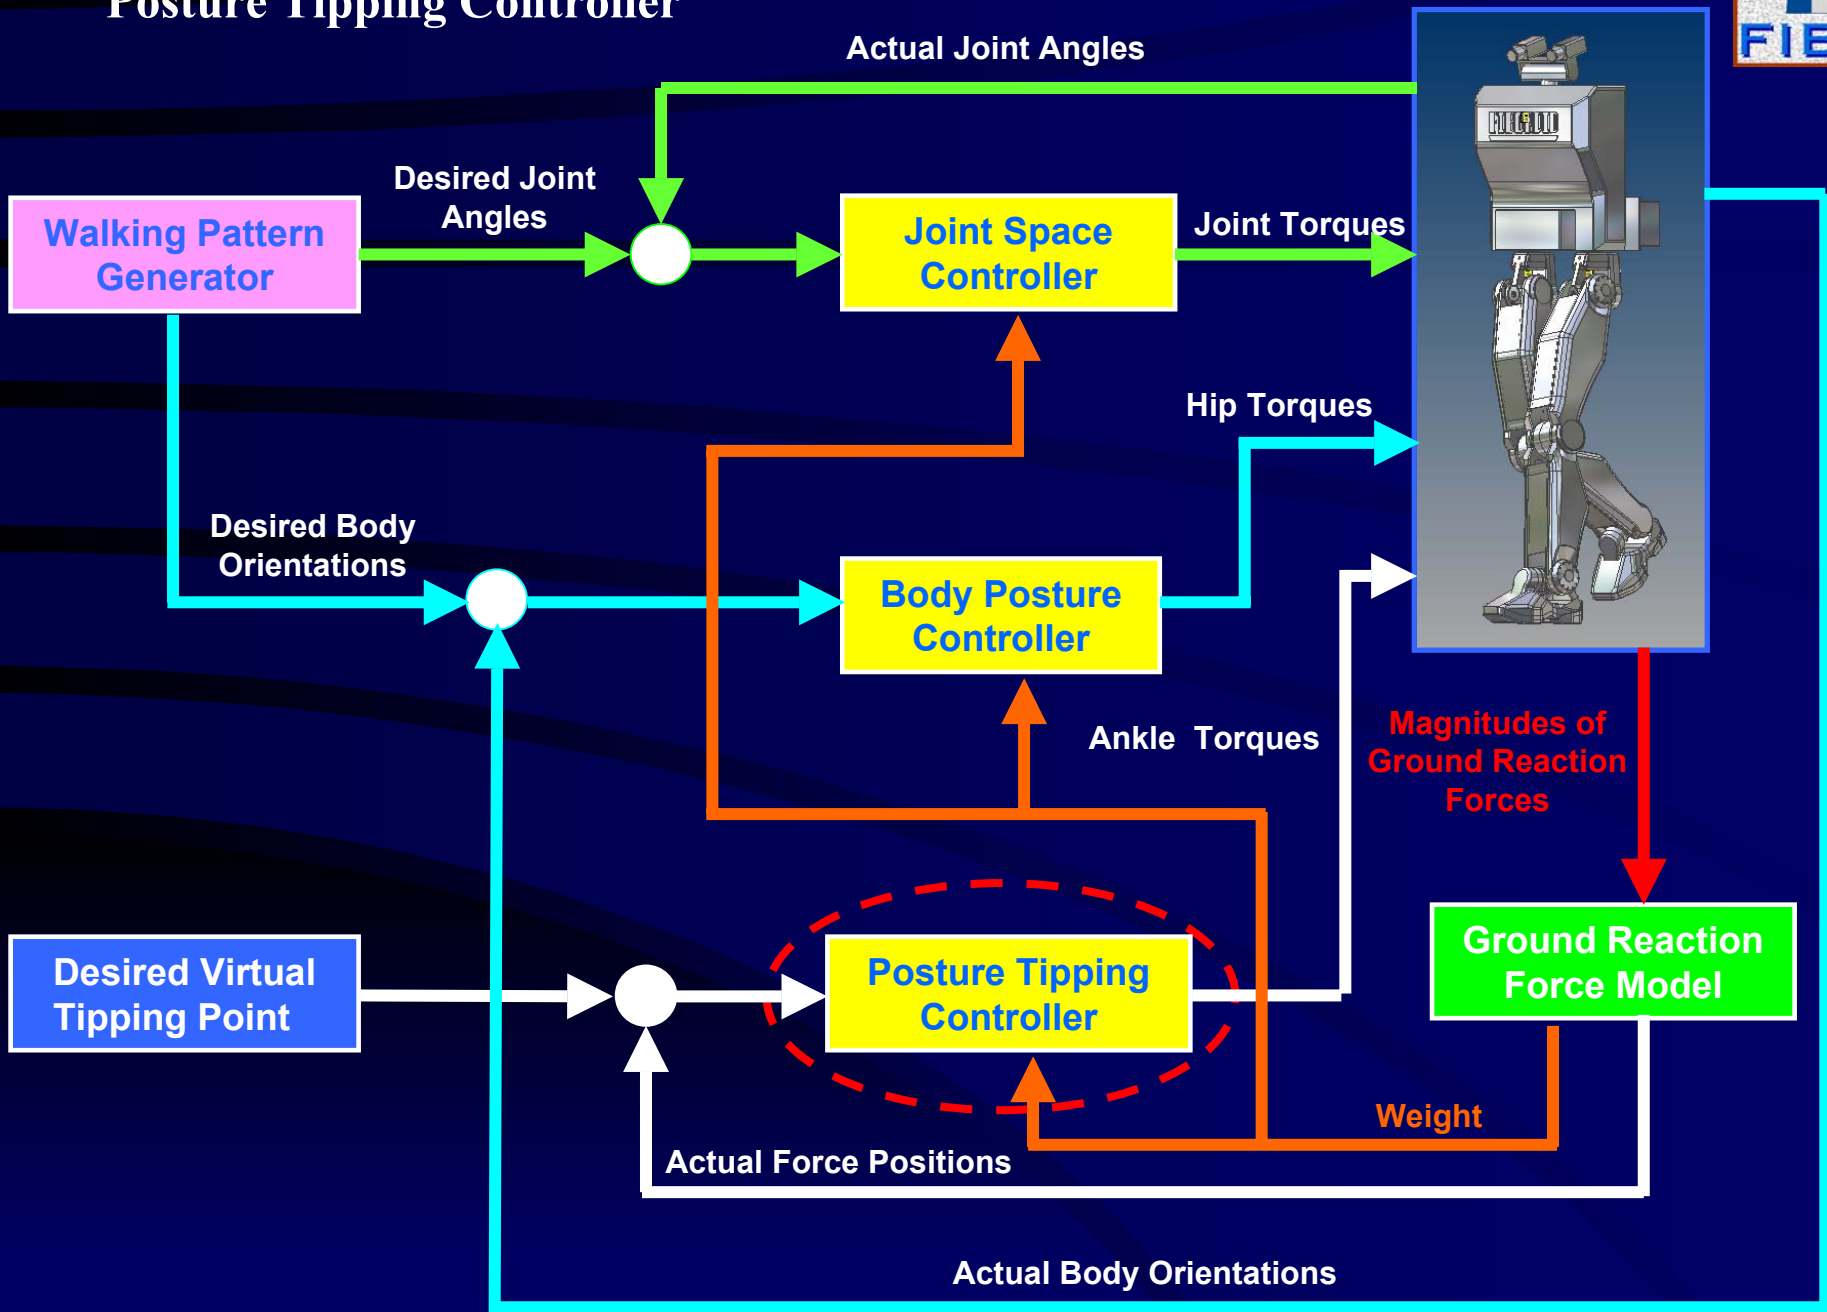 Posture Tipping Controller
Actual Joint Angles
Desired Joint
Angles
Walking Pattern
Generator
Joint Space
Controller
Joint Torques
Hip Torques
Desired Body
Orientations
Body Posture
Controller
Ankle Torques
Magnitudes of
Ground Reaction
Forces
Desired Virtual
Tipping Point
Posture Tipping
Controller
Ground Reaction
Force Model
Weight
Actual Force Positions
Actual Body Orientations